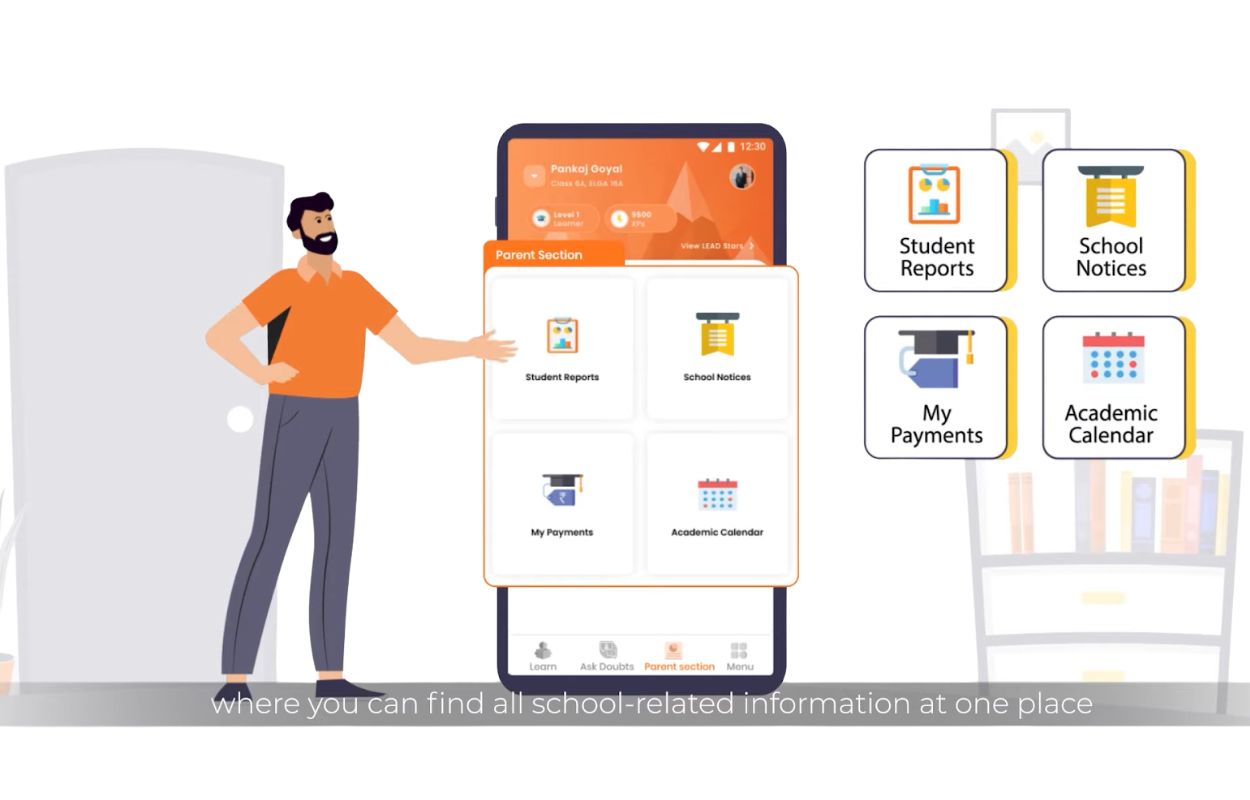 12:30
Pankaj Goyal
Class 6A, ELGA 16A
Level 1
Learner
9500
XPs
View LEAD Stars
Parent Section
Student Reports
School Notices
My Payments
Academic Calendar
Learn
Ask Doubts
Parent section
Menu
Student
Reports
School
Notices
My
Payments
Academic
Calendar
where you can find all school-related information at one place